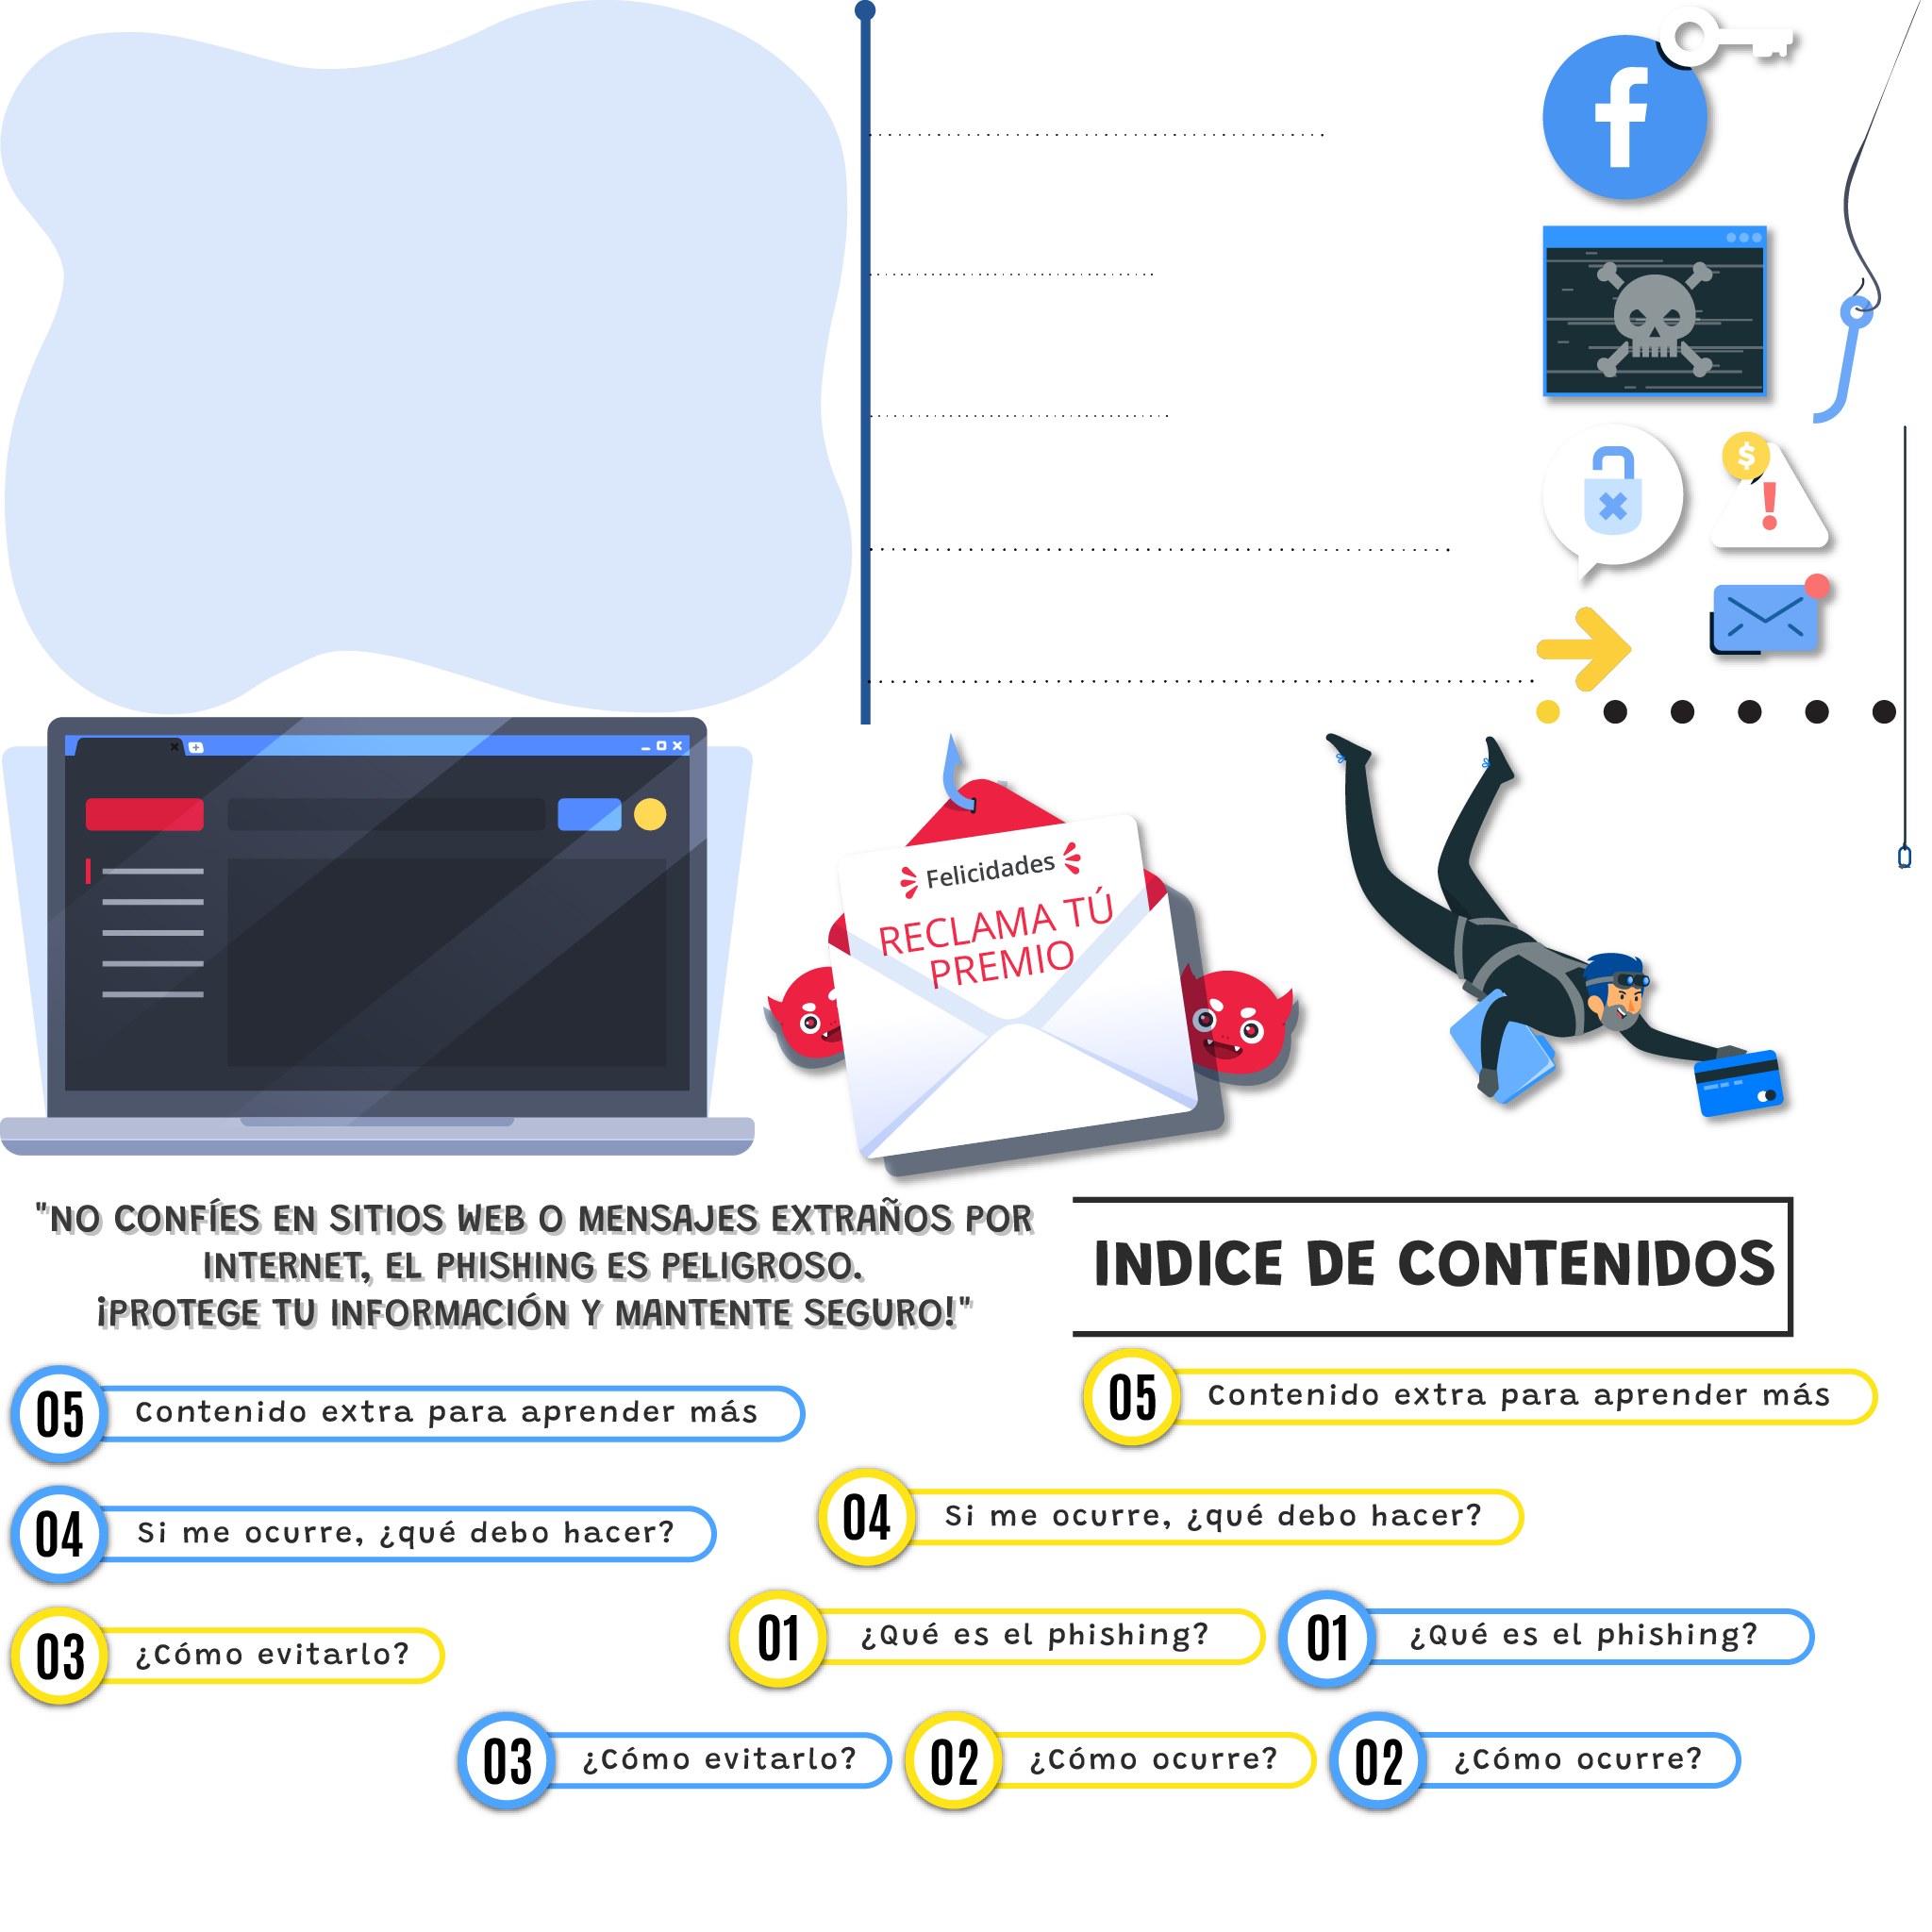 f
$
!
Felicidades
RECLAMA TÚ
PREMIO
"NO CONFÍES EN SITIOS WEB O MENSAJES EXTRAÑOS POR
INTERNET, EL PHISHING ES PELIGROSO.
¡PROTEGE TU INFORMACIÓN Y MANTENTE SEGURO!"
INDICE DE CONTENIDOS
05 Contenido extra para aprender más
05 Contenido extra para aprender más
04 Si me ocurre, ¿qué debo hacer?
04 Si me ocurre, ¿qué debo hacer?
03 ¿Cómo evitarlo?
01 ¿Qué es el phishing?
01 ¿Qué es el phishing?
03 ¿Cómo evitarlo?
02 ¿Cómo ocurre?
02 ¿Cómo ocurre?